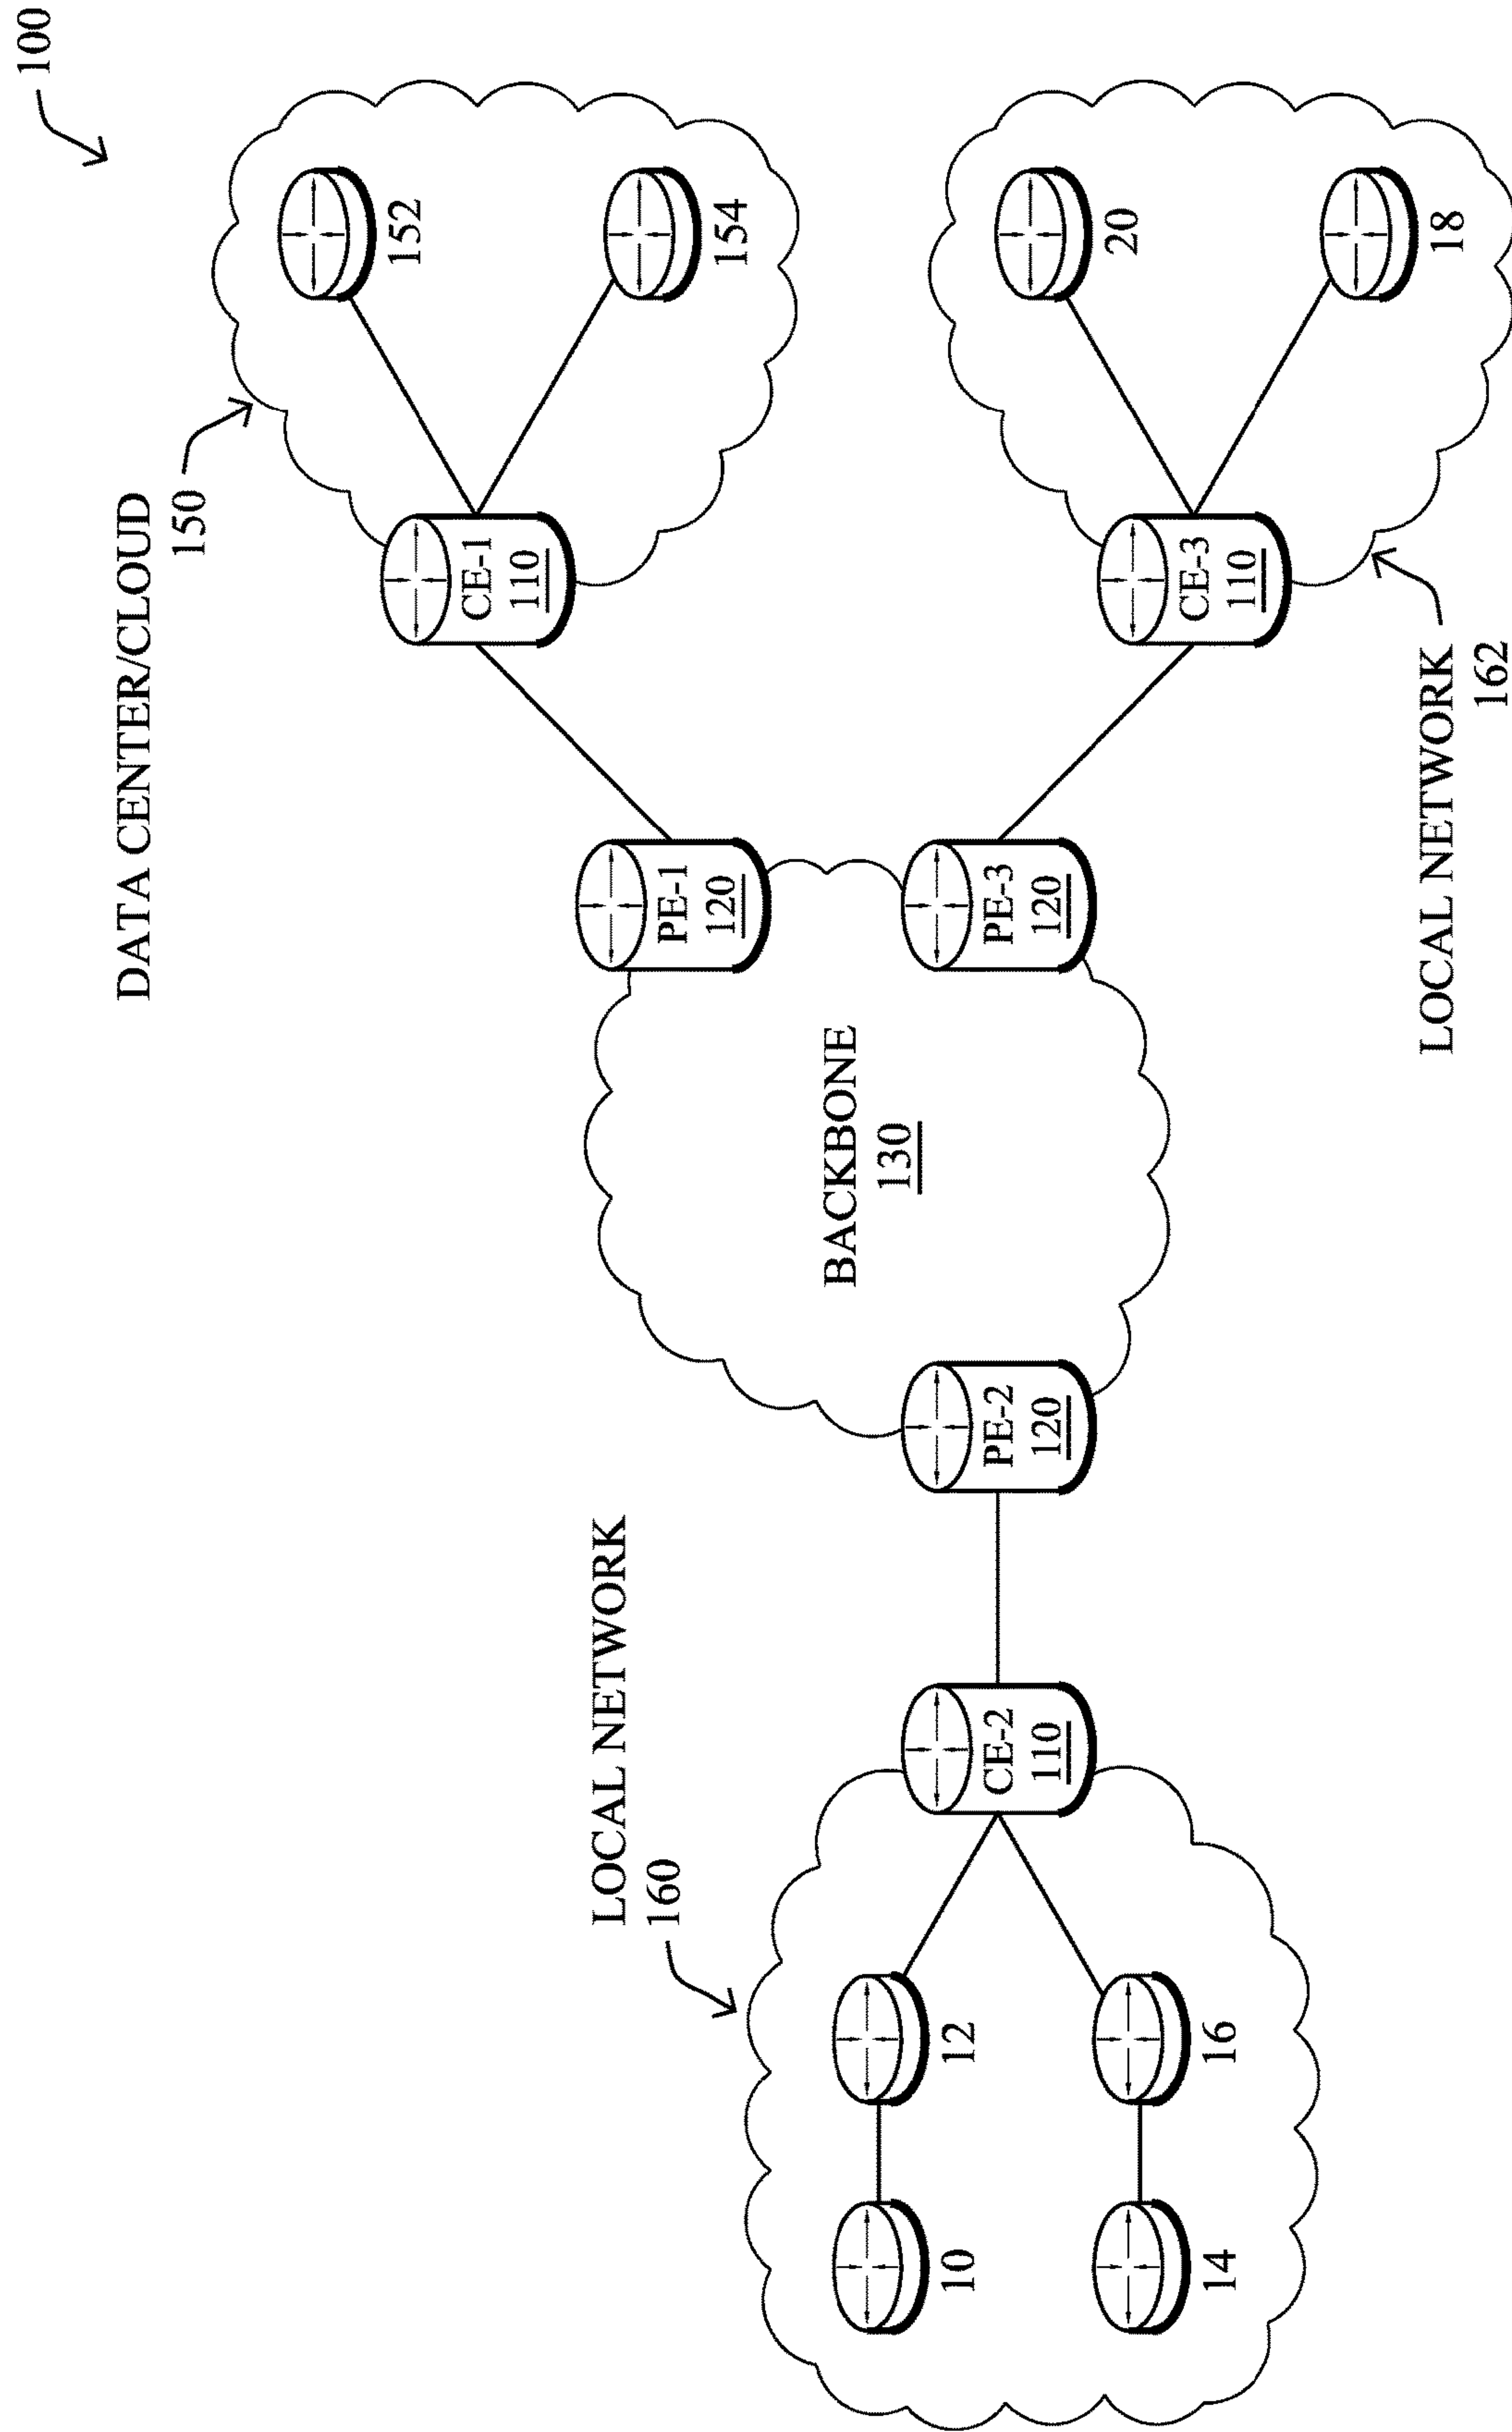 100
DATA CENTER/CLOUD
150
152
154
CE-1
110
PE-1
120
LOCAL NETWORK
160
BACKBONE
130
10
12
14
16
CE-2
110
PE-2
120
PE-3
120
CE-3
110
20
18
LOCAL NETWORK
162